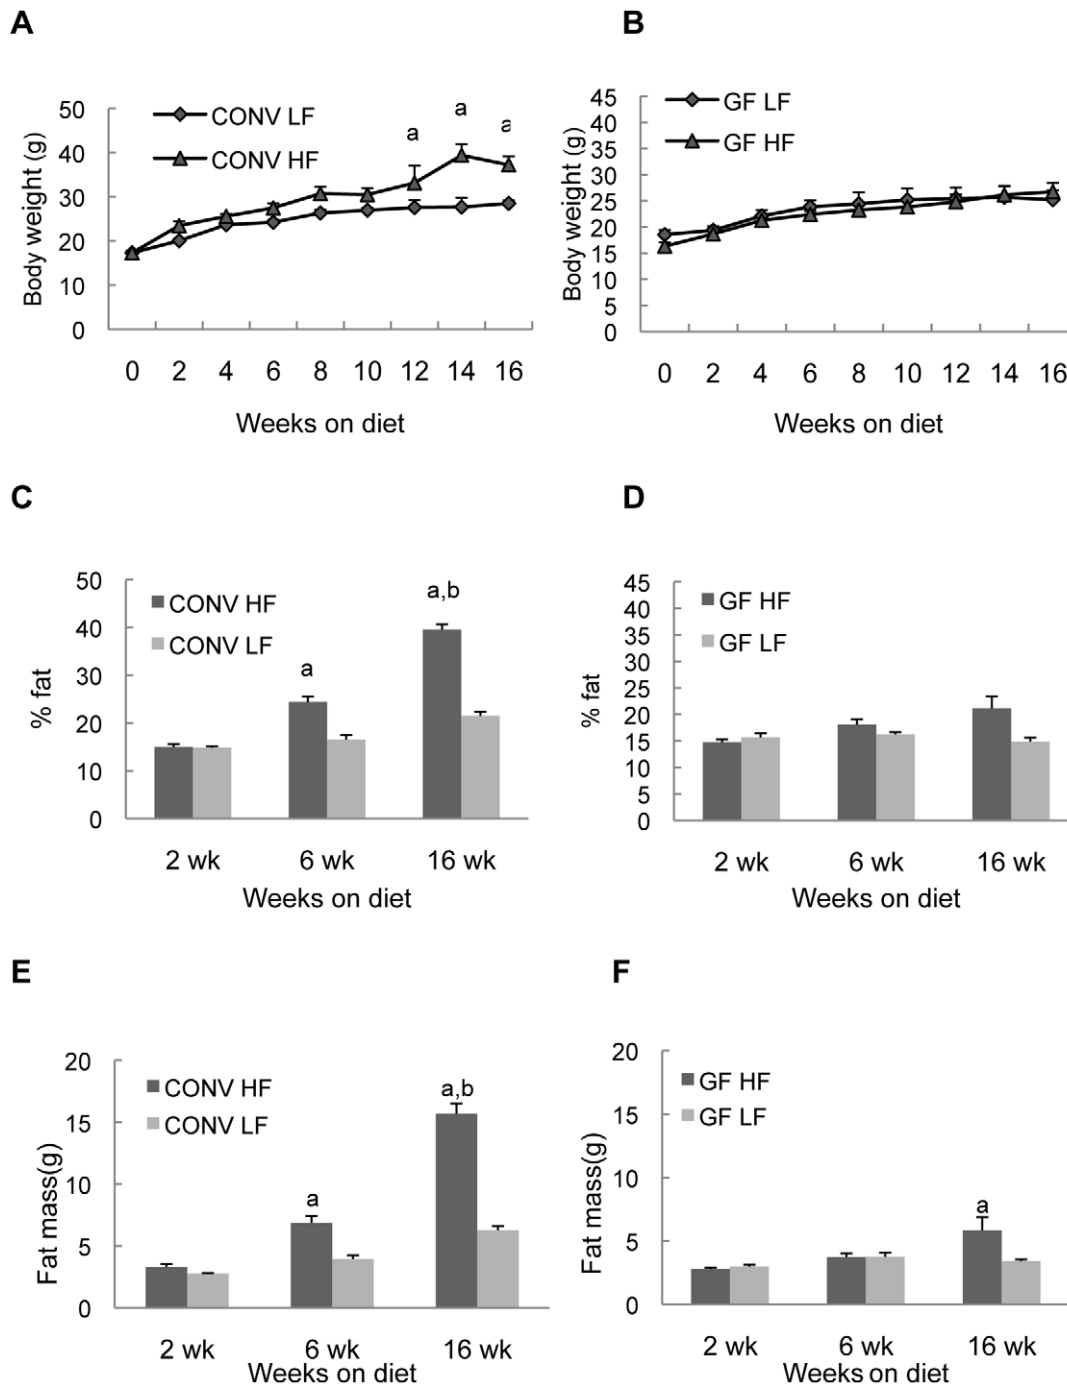 A
50
40
30
20
10
0
Body weight (g)
CONV LF
CONV HF
a
a
a
0 2 4 6 8 10 12 14 16
Weeks on diet
B
45
40
35
30
25
20
15
10
5
0
Body weight (g)
GF LF
GF HF
0 2 4 6 8 10 12 14 16
Weeks on diet
C
50
40
30
20
10
0
% fat
CONV HF
CONV LF
a
a,b
2 wk 6 wk 16 wk
Weeks on diet
D
45
40
35
30
25
20
15
10
5
0
% fat
GF HF
GF LF
2 wk 6 wk 16 wk
Weeks on diet
E
20
15
10
5
0
Fat mass(g)
CONV HF
CONV LF
a
a,b
2 wk 6 wk 16 wk
Weeks on diet
F
20
15
10
5
0
Fat mass(g)
GF HF
GF LF
a
2 wk 6 wk 16 wk
Weeks on diet